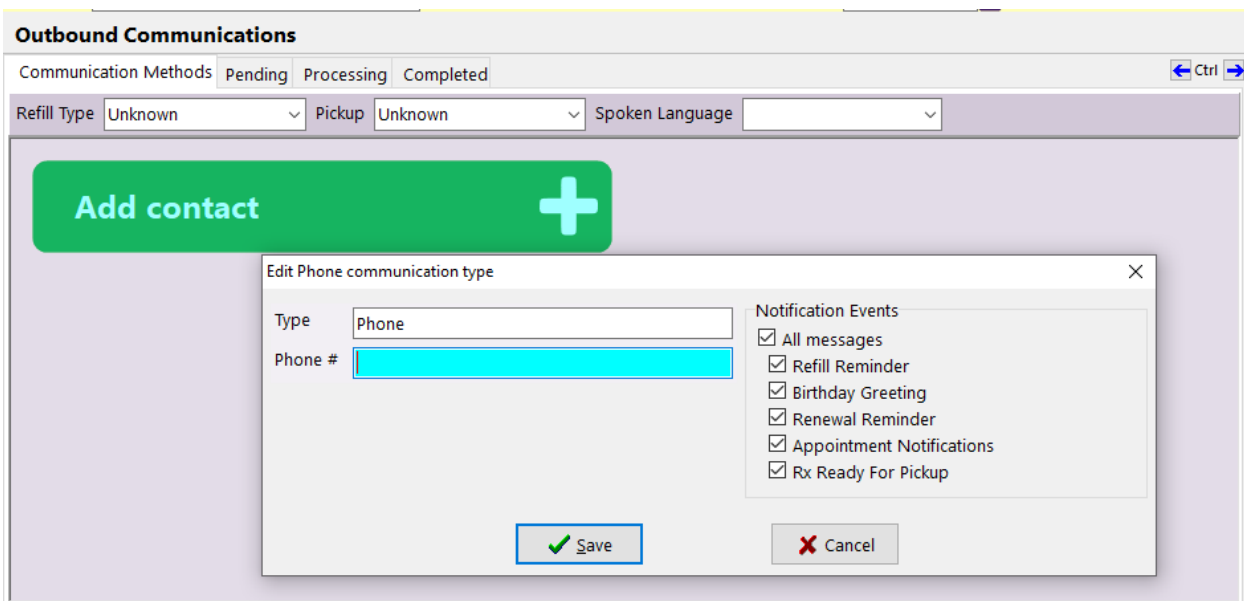 Outbound Communications
Communication Methods Pending Processing Completed Ctrl
Refill Type Unknown Pickup Unknown Spoken Language
Add contact
Edit Phone communication type
Type Phone
Phone #
Notification Events
All messages
Refill Reminder
Birthday Greeting
Renewal Reminder
Appointment Notifications
Rx Ready For Pickup
Save Cancel